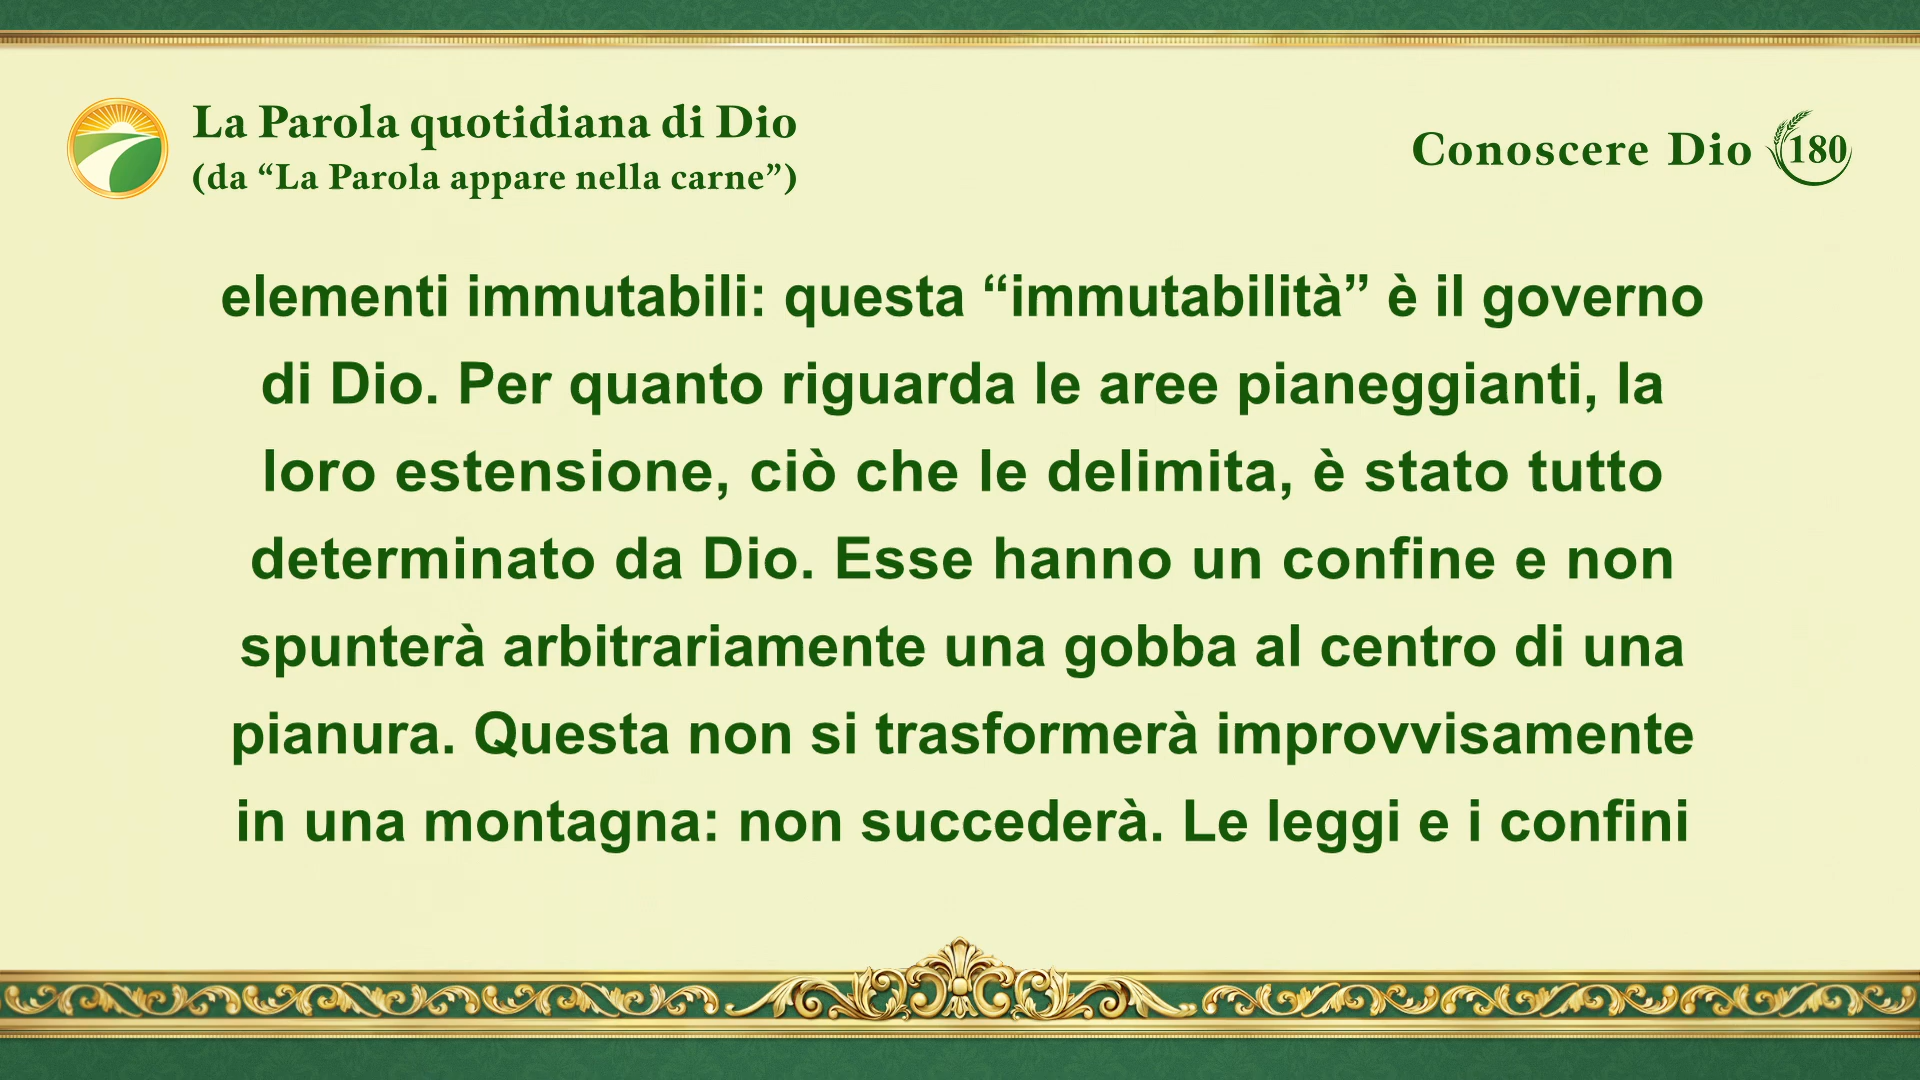 La Parola quotidiana di Dio
(da “La Parola appare nella carne”)
Conoscere Dio 180
elementi immutabili: questa “immutabilità” è il governo
di Dio. Per quanto riguarda le aree pianeggianti, la
loro estensione, ciò che le delimita, è stato tutto
determinato da Dio. Esse hanno un confine e non
spunterà arbitrariamente una gobba al centro di una
pianura. Questa non si trasformerà improvvisamente
in una montagna: non succederà. Le leggi e i confini